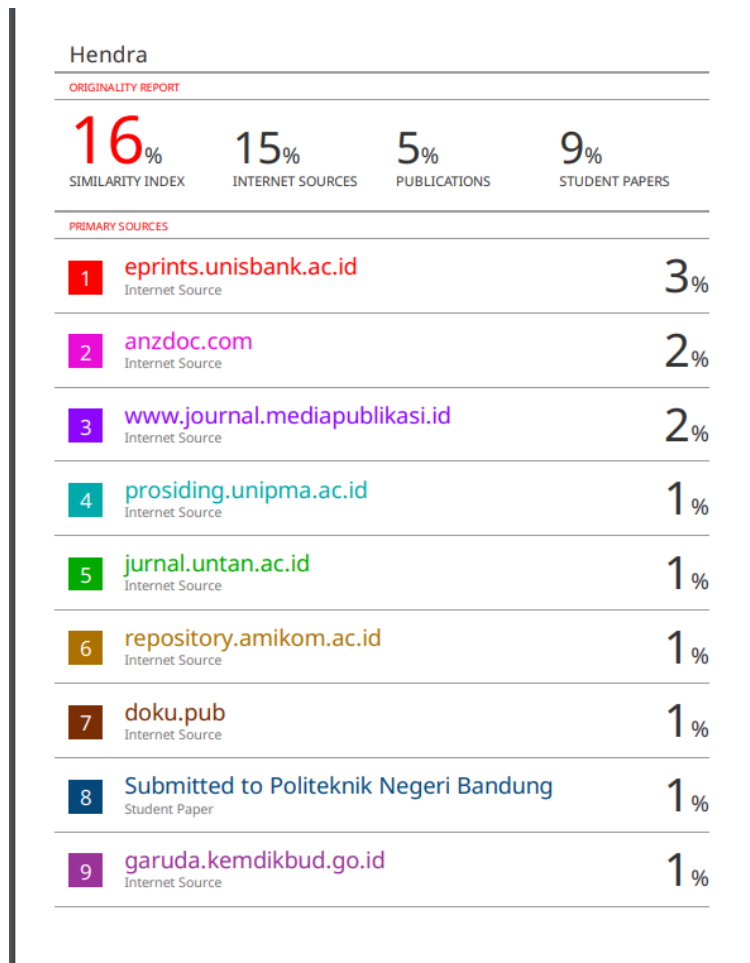 Hendra
ORIGINALITY REPORT
16% 15% 5% 9%
SIMILARITY INDEX INTERNET SOURCES PUBLICATIONS STUDENT PAPERS
PRIMARY SOURCES
1 eprints.unisbank.ac.id 3%
Internet Source
2 anzdoc.com 2%
Internet Source
3 www.journal.mediapublikasi.id 2%
Internet Source
4 prosiding.unipma.ac.id 1%
Internet Source
5 jurnal.untan.ac.id 1%
Internet Source
6 repository.amikom.ac.id 1%
Internet Source
7 doku.pub 1%
Internet Source
8 Submitted to Politeknik Negeri Bandung 1%
Student Paper
9 garuda.kemdikbud.go.id 1%
Internet Source